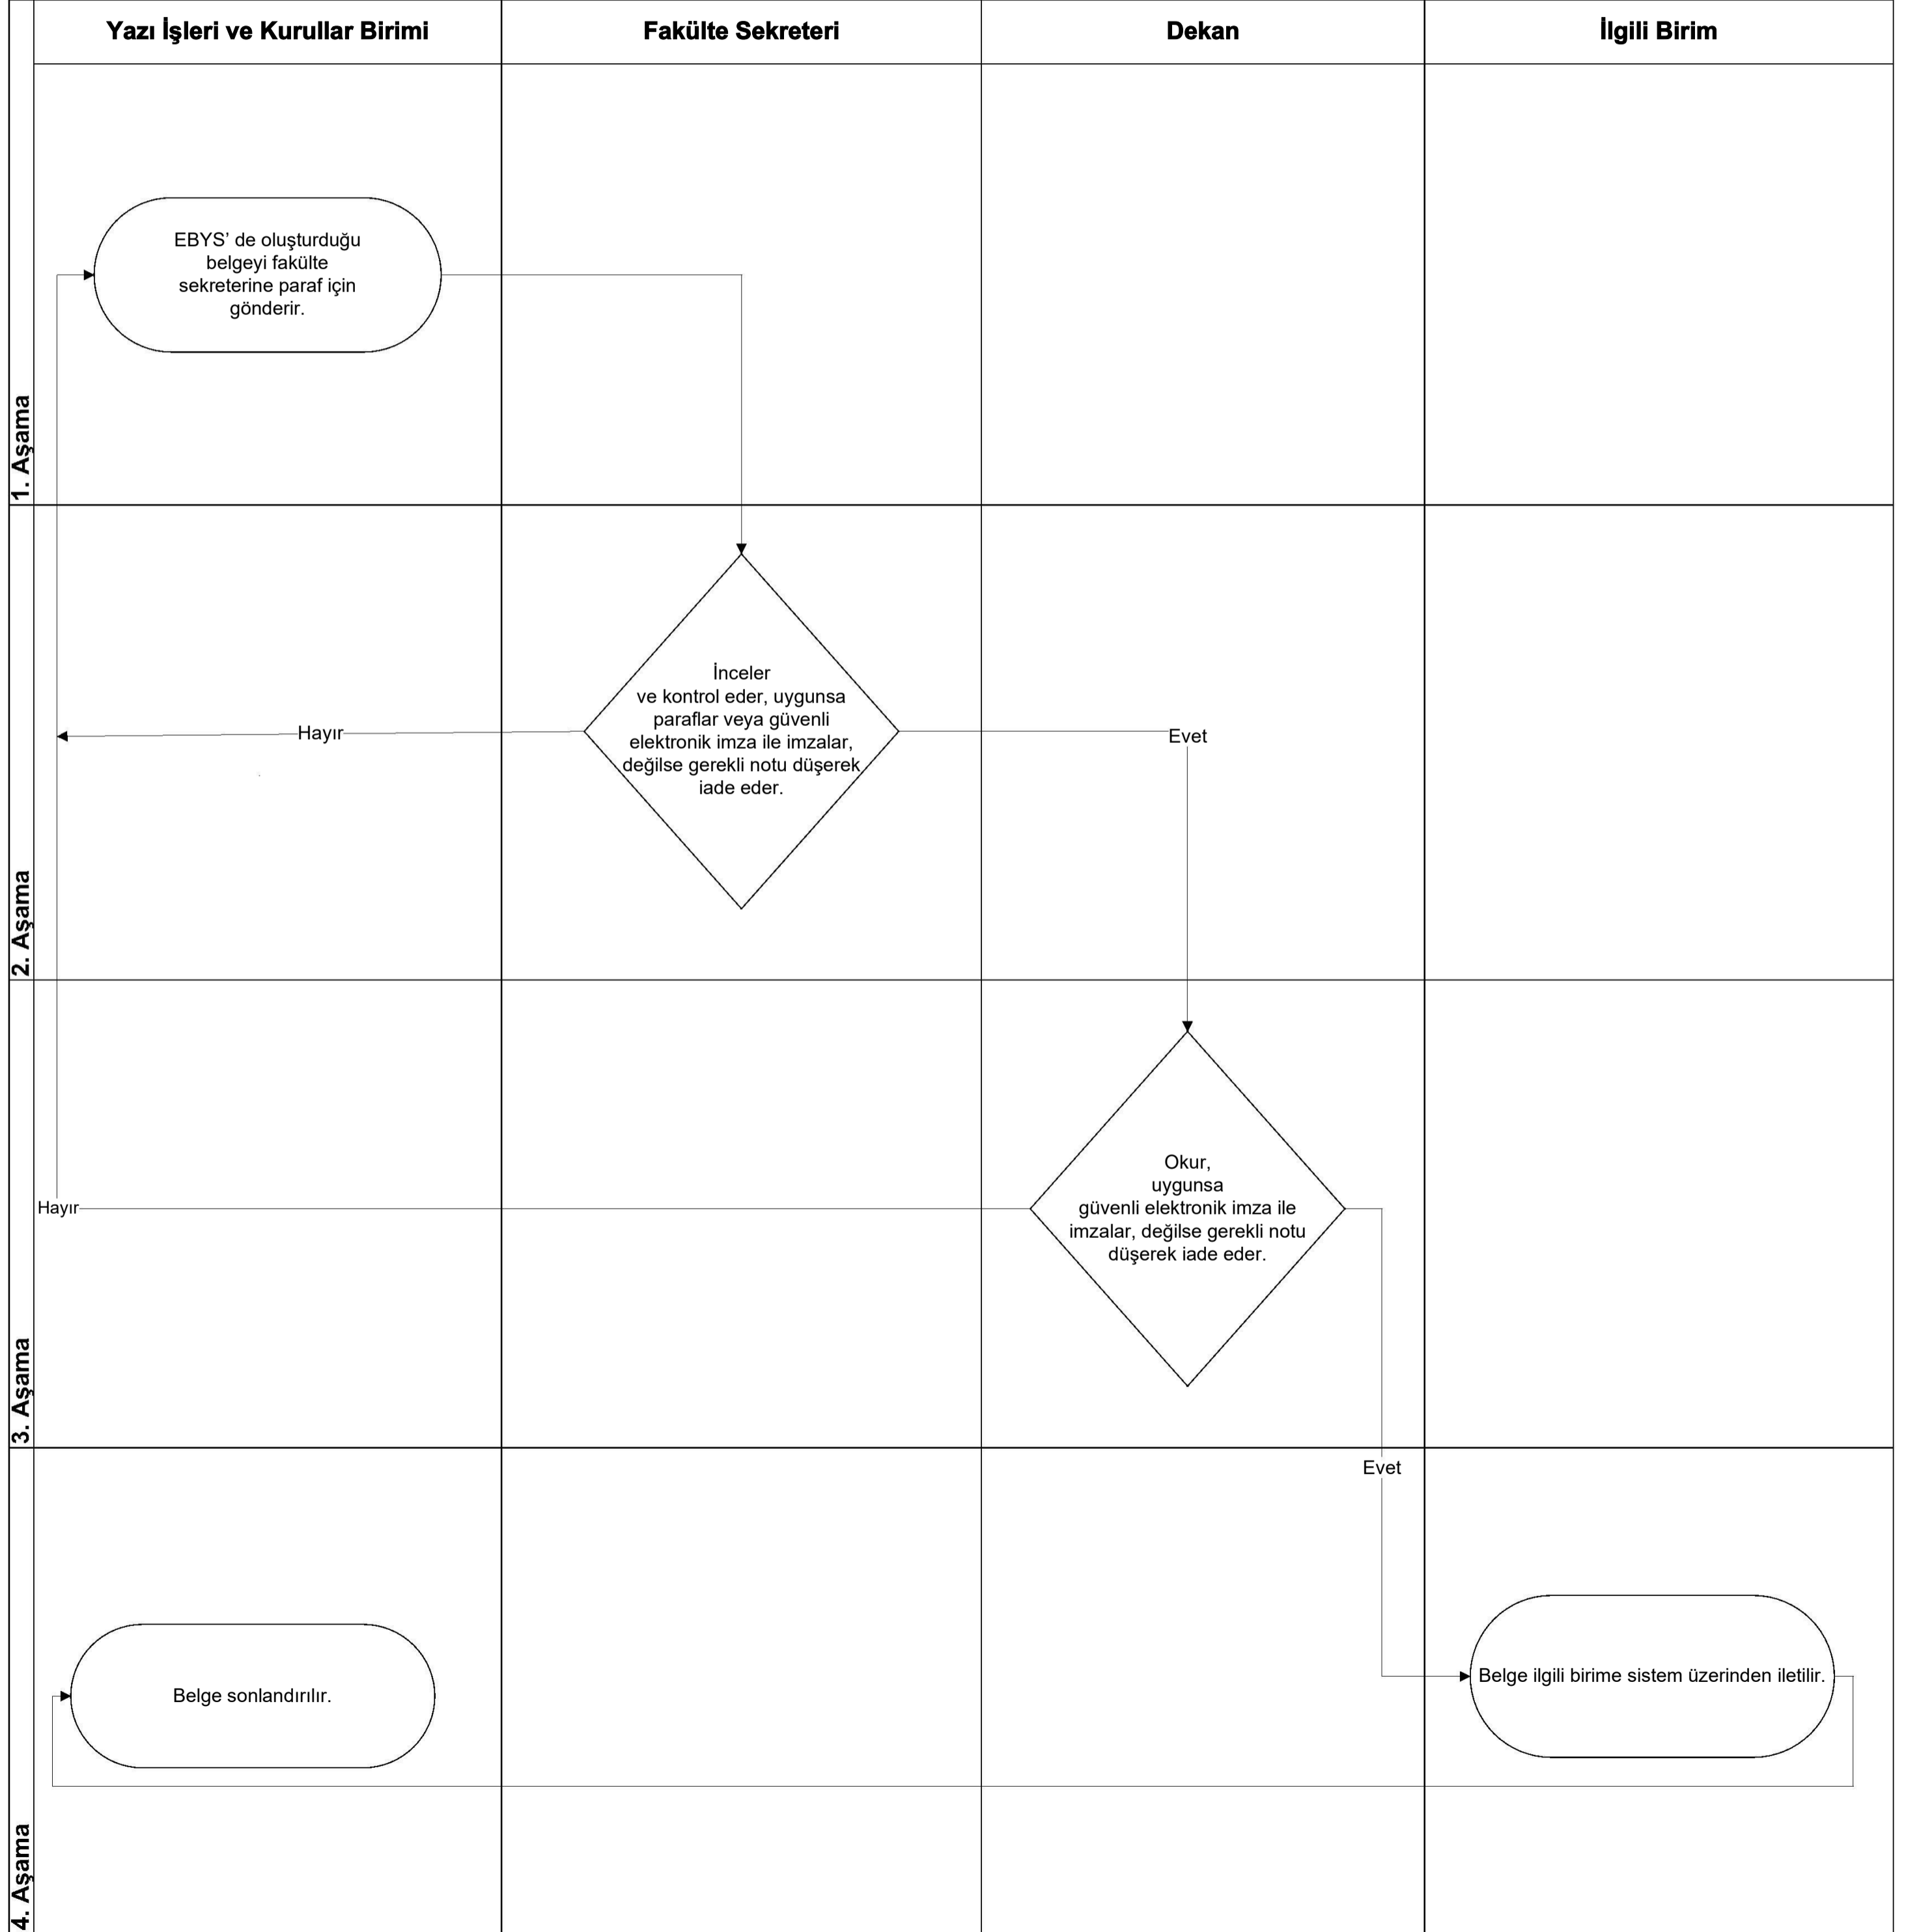 Yazı İşleri ve Kurullar Birimi
Fakülte Sekreteri
Dekan
İlgili Birim
1. Aşama
EBYS’ de oluşturduğu
belgeyi fakülte
sekreterine paraf için
gönderir.
2. Aşama
Hayır
İnceler
ve kontrol eder, uygunsa
paraflar veya güvenli
elektronik imza ile imzalar,
değilse gerekli notu düşerek
iade eder.
Evet
3. Aşama
Hayır
Okur,
uygunsa
güvenli elektronik imza ile
imzalar, değilse gerekli notu
düşerek iade eder.
Evet
4. Aşama
Belge sonlandırılır.
Belge ilgili birime sistem üzerinden iletilir.